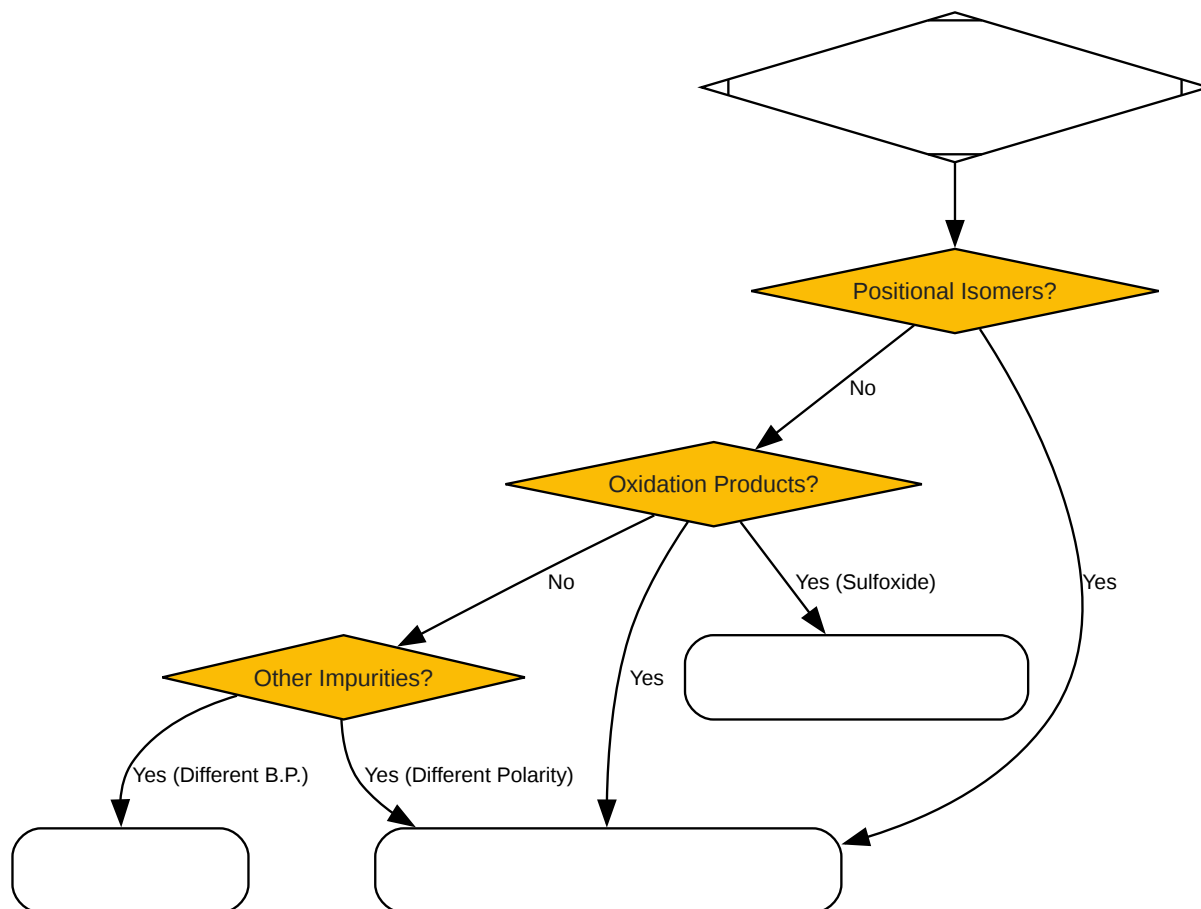 Positional Isomers?
No
Oxidation Products?
Yes
Yes (Sulfoxide)
No
Yes
Other Impurities?
Yes (Different B.P.)
Yes (Different Polarity)